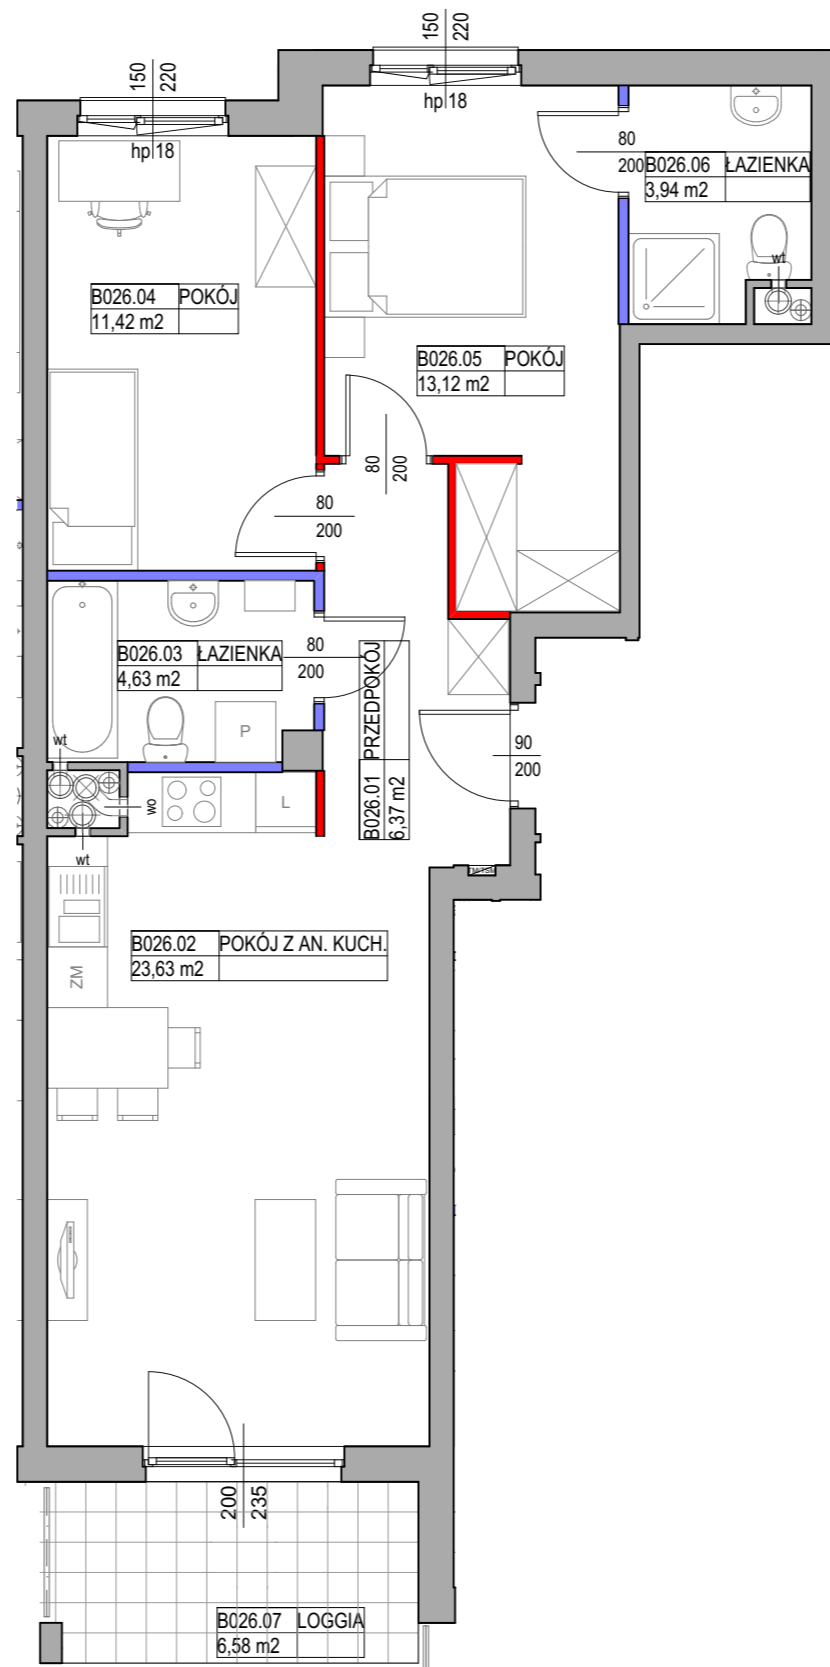 150
220
150
220
hp 18
hp 18
80
200
B026.06 ŁAZIENKA
3,94 m2
wt
B026.04 POKÓJ
11,42 m2
B026.05 POKÓJ
13,12 m2
80
200
80
200
B026.03 ŁAZIENKA
4,63 m2
80
200
B026.01 PRZEDPOKÓJ
6,37 m2
P
90
200
wt
wo
L
wt
B026.02 POKÓJ Z AN. KUCH.
23,63 m2
ZM
200
235
B026.07 LOGGIA
6,58 m2